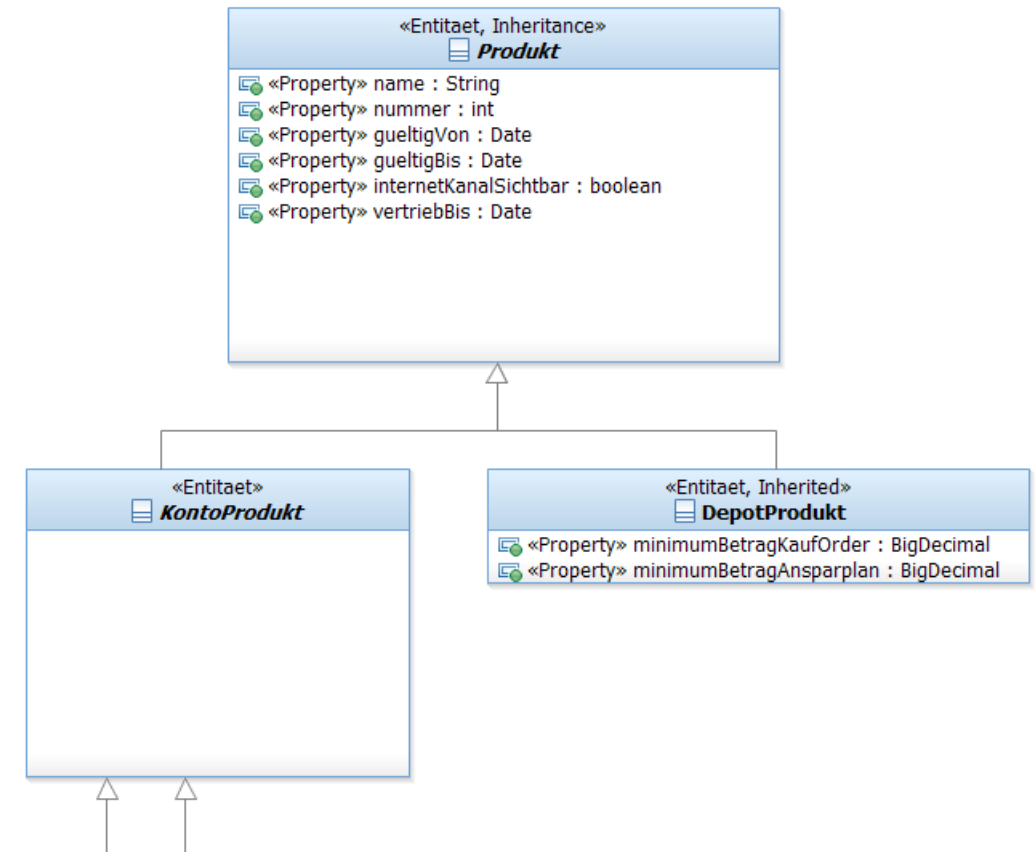 «Entitaet, Inheritance»
Produkt
«Property» name : String
«Property» nummer : int
«Property» gueltigVon : Date
«Property» gueltigBis : Date
«Property» internetKanalSichtbar : boolean
«Property» vertriebBis : Date
«Entitaet»
KontoProdukt
«Entitaet, Inherited»
DepotProdukt
«Property» minimumBetragKaufOrder : BigDecimal
«Property» minimumBetragAnsparplan : BigDecimal